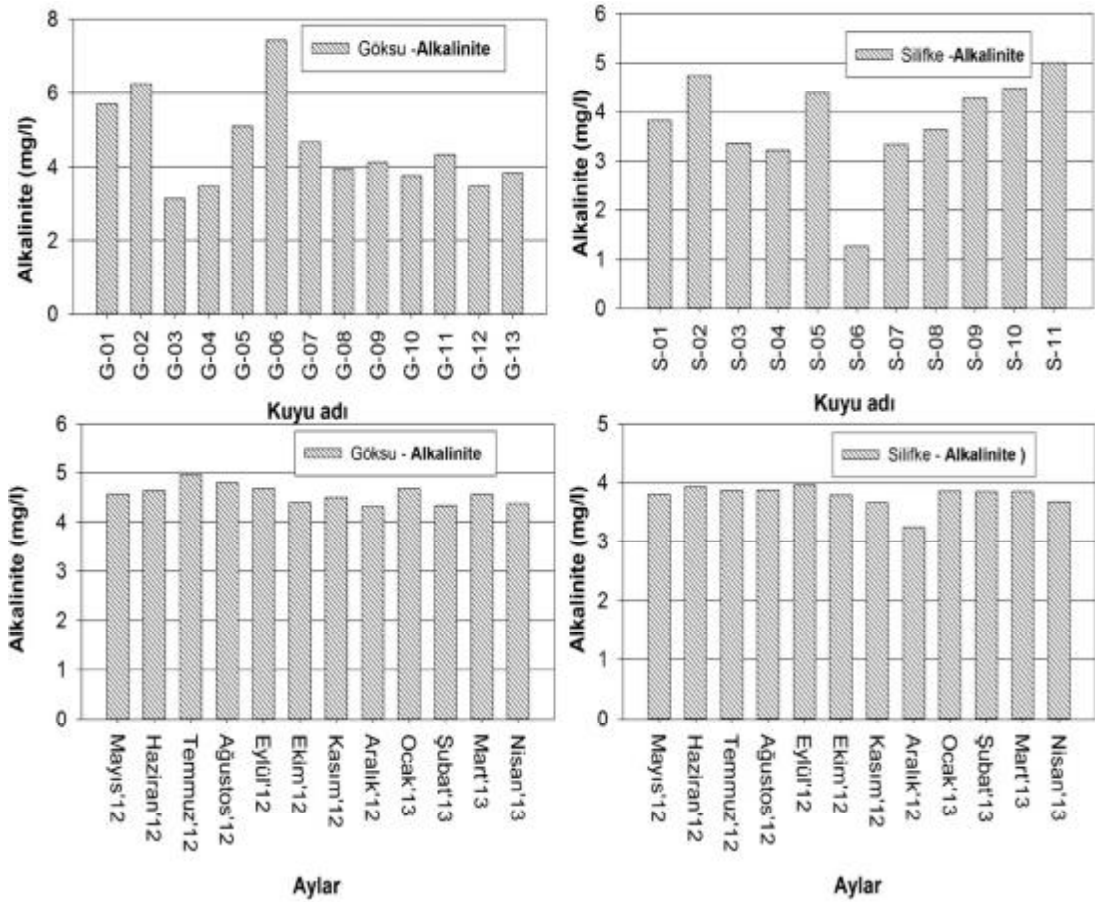 Göksu -Alkalinite
Alkalinite (mg/l)
8
6
4
2
0
G-01
G-02
G-03
G-04
G-05
G-06
G-07
G-08
G-09
G-10
G-11
G-12
G-13
Kuyu adı
Silifke -Alkalinite
Alkalinite (mg/l)
6
5
4
3
2
1
0
S-01
S-02
S-03
S-04
S-05
S-06
S-07
S-08
S-09
S-10
S-11
Kuyu adı
Göksu - Alkalinite
Alkalinite (mg/l)
6
5
4
3
2
1
0
Mayıs'12
Haziran'12
Temmuz'12
Ağustos'12
Eylül'12
Ekim'12
Kasım'12
Aralık'12
Ocak'13
Şubat'13
Mart'13
Nisan'13
Aylar
Silifke - Alkalinite )
Alkalinite (mg/l)
5
4
3
2
1
0
Mayıs'12
Haziran'12
Temmuz'12
Ağustos'12
Eylül'12
Ekim'12
Kasım'12
Aralık'12
Ocak'13
Şubat'13
Mart'13
Nisan'13
Aylar